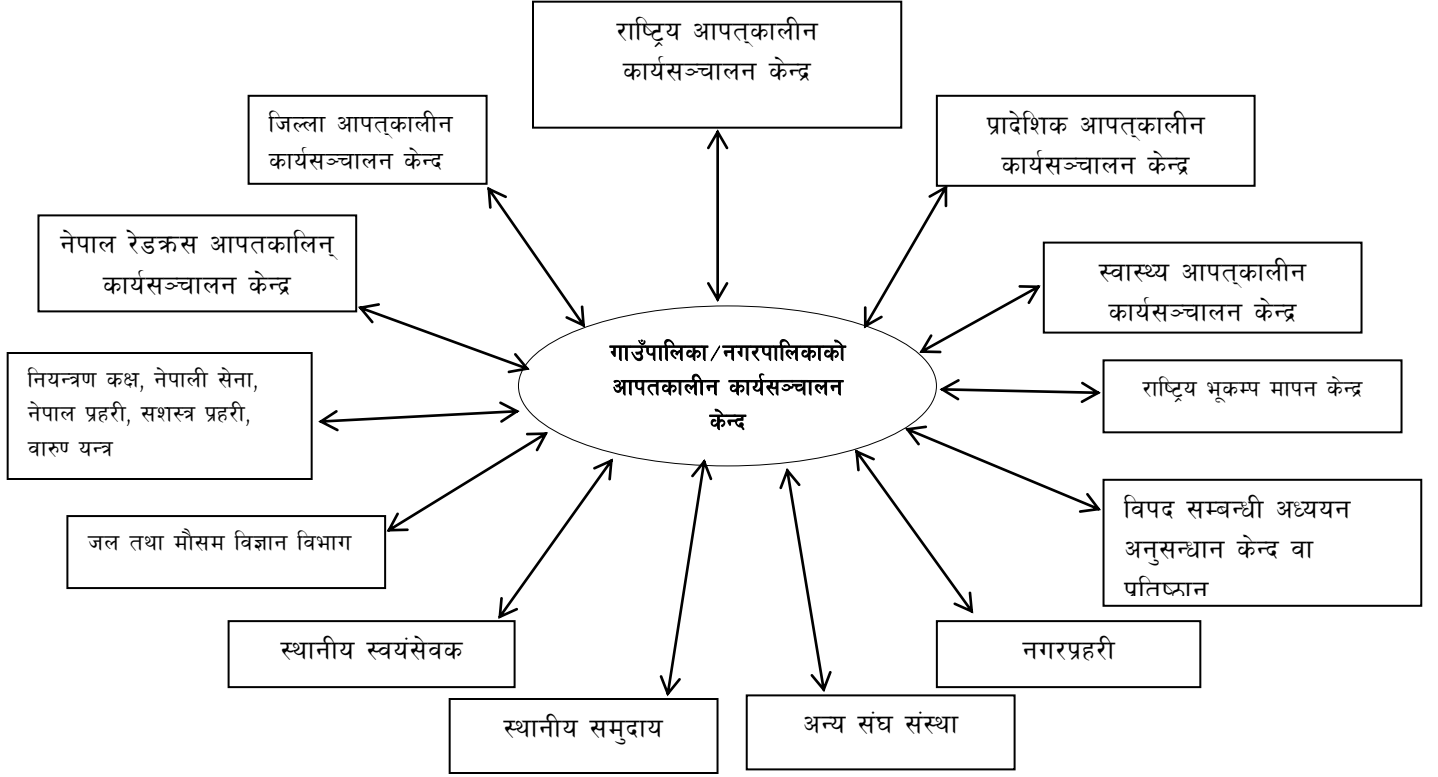 राष्ट्रिय आपत्कालीन
कार्यसञ्चालन केन्द्र
जिल्ला आपत्कालीन
कार्यसञ्चालन केन्द
प्रादेशिक आपत्कालीन
कार्यसञ्चालन केन्द्र
नेपाल रेडक्रस आपतकालिन्
कार्यसञ्चालन केन्द्र
स्वास्थ्य आपत्कालीन
कार्यसञ्चालन केन्द्र
गाउँपालिका/नगरपालिकाको
आपतकालीन कार्यसञ्चालन
केन्द
नियन्त्रण कक्ष, नेपाली सेना,
नेपाल प्रहरी, सशस्त्र प्रहरी,
वारुण यन्त्र
राष्ट्रिय भूकम्प मापन केन्द्र
जल तथा मौसम विज्ञान विभाग
विपद सम्बन्धी अध्ययन
अनुसन्धान केन्द वा
प्रतिष्ठान
स्थानीय स्वयंसेवक
नगरप्रहरी
स्थानीय समुदाय
अन्य संघ संस्था